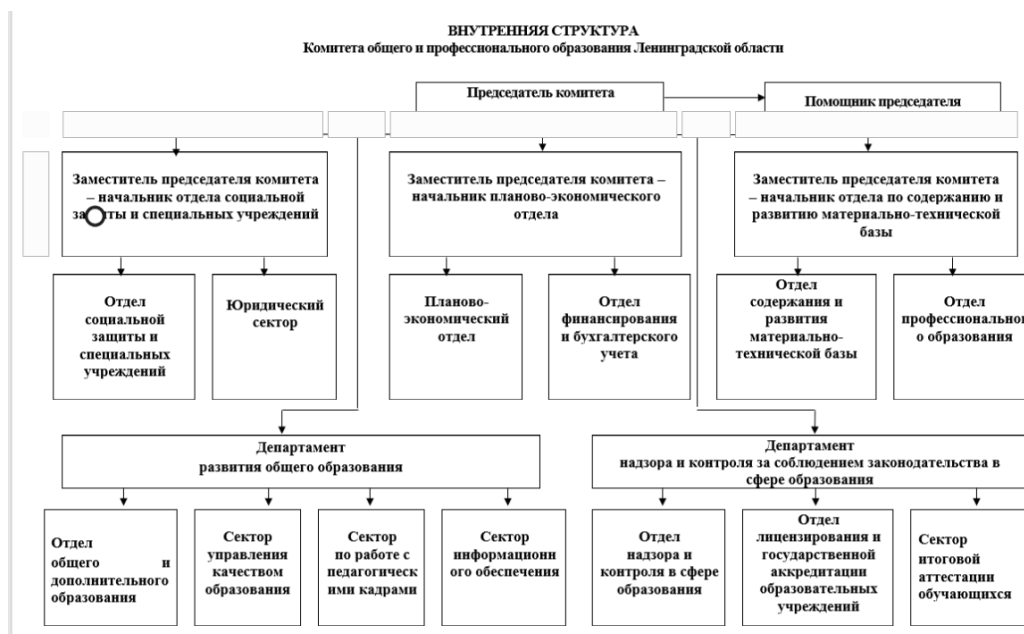 ВНУТРЕННЯЯ СТРУКТУРА
Комитета общего и профессионального образования Ленинградской области
Председатель комитета
Помощник председателя
Заместитель председателя комитета
– начальник отдела социальной
и специальных учреждений
Заместитель председателя комитета –
начальник планово-экономического
отдела
Заместитель председателя комитета
– начальник отдела по содержанию и
развитию материально-технической
базы
Отдел
социальной
защиты и
специальных
учреждений
Юридический
сектор
Планово-
экономический
отдел
Отдел
финансирования
и бухгалтерского
учета
Отдел
содержания и
развития
материально-
технической базы
Отдел
профессионально
о образования
Департамент
развития общего образования
Департамент
надзора и контроля за соблюдением законодательства в
сфере образования
Отдел
общего и
дополнительного
образования
Сектор
управления
качеством
образования
Сектор
по работе с
педагогическ
ими кадрами
Сектор
информационн
ого обеспечения
Отдел
надзора и
контроля в сфере
образования
Отдел
лицензирования и
государственной
аккредитации
образовательных
учреждений
Сектор
итоговой
аттестации
обучающихся